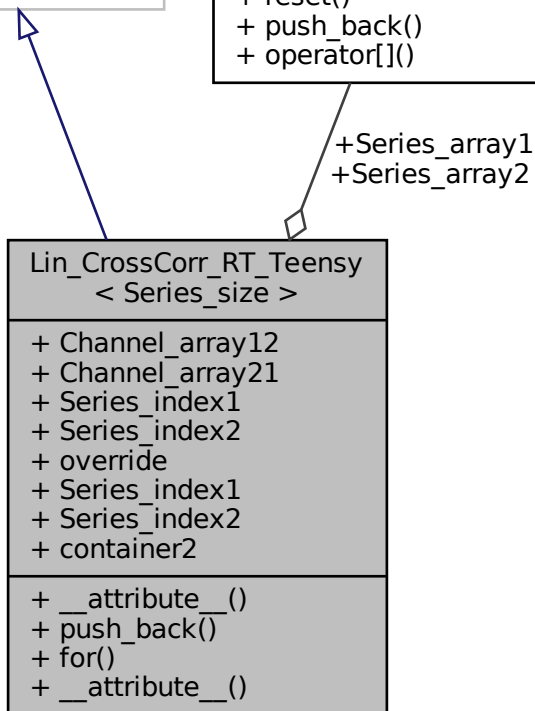 + reset()
+ push_back()
+ operator[]()
+Series_array1
+Series_array2
Lin_CrossCorr_RT_Teensy
< Series_size >
+ Channel_array12
+ Channel_array21
+ Series_index1
+ Series_index2
+ override
+ Series_index1
+ Series_index2
+ container2
+ __attribute__()
+ push_back()
+ for()
+ __attribute__()